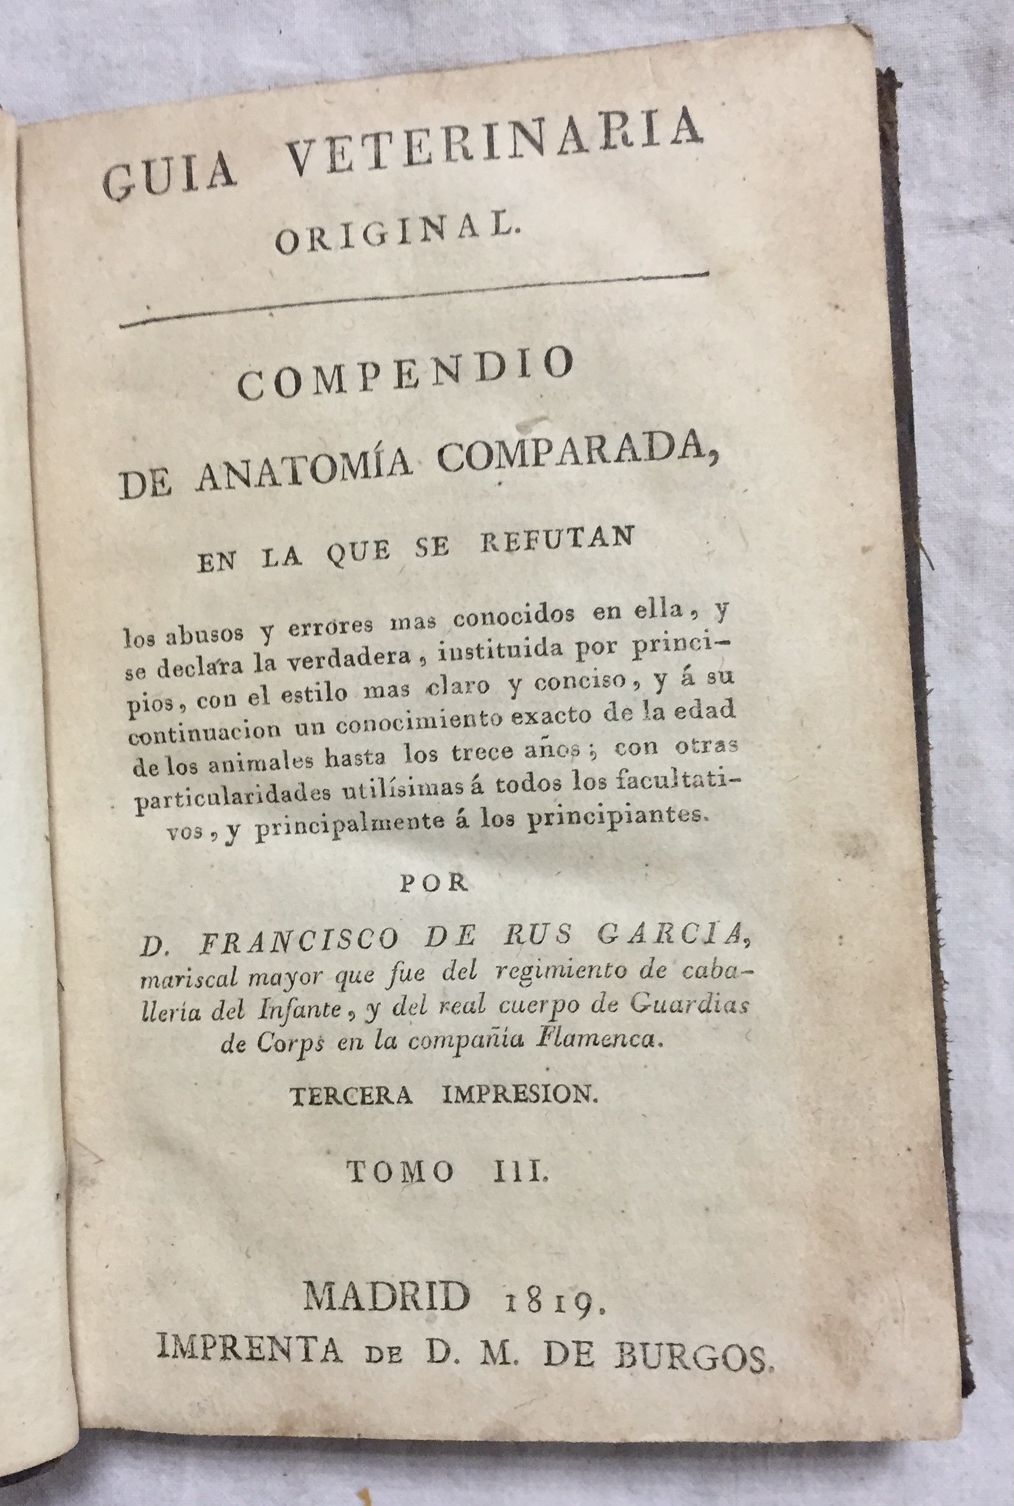 GUIA VETERINARIA
ORIGINAL.
COMPENDIO
DE ANATOMÍA COMPARADA,
EN LA QUE SE REFUTAN
los abusos y errores mas conocidos en ella, y
se declara la verdadera, instituida por princi-
pios, con el estilo mas claro y conciso, y á su
continuacion un conocimiento exacto de la edad
de los animales hasta los trece años; con otras
particularidades utilísimas á todos los facultati-
vos, y principalmente á los principiantes.
POR
D. FRANCISCO DE RUS GARCIA,
mariscal mayor que fue del regimiento de caba-
llería del Infante, y del real cuerpo de Guardias
de Corps en la compañía Flamenca.
TERCERA IMPRESION.
TOMO III.
MADRID 1819.
IMPRENTA DE D. M. DE BURGOS.